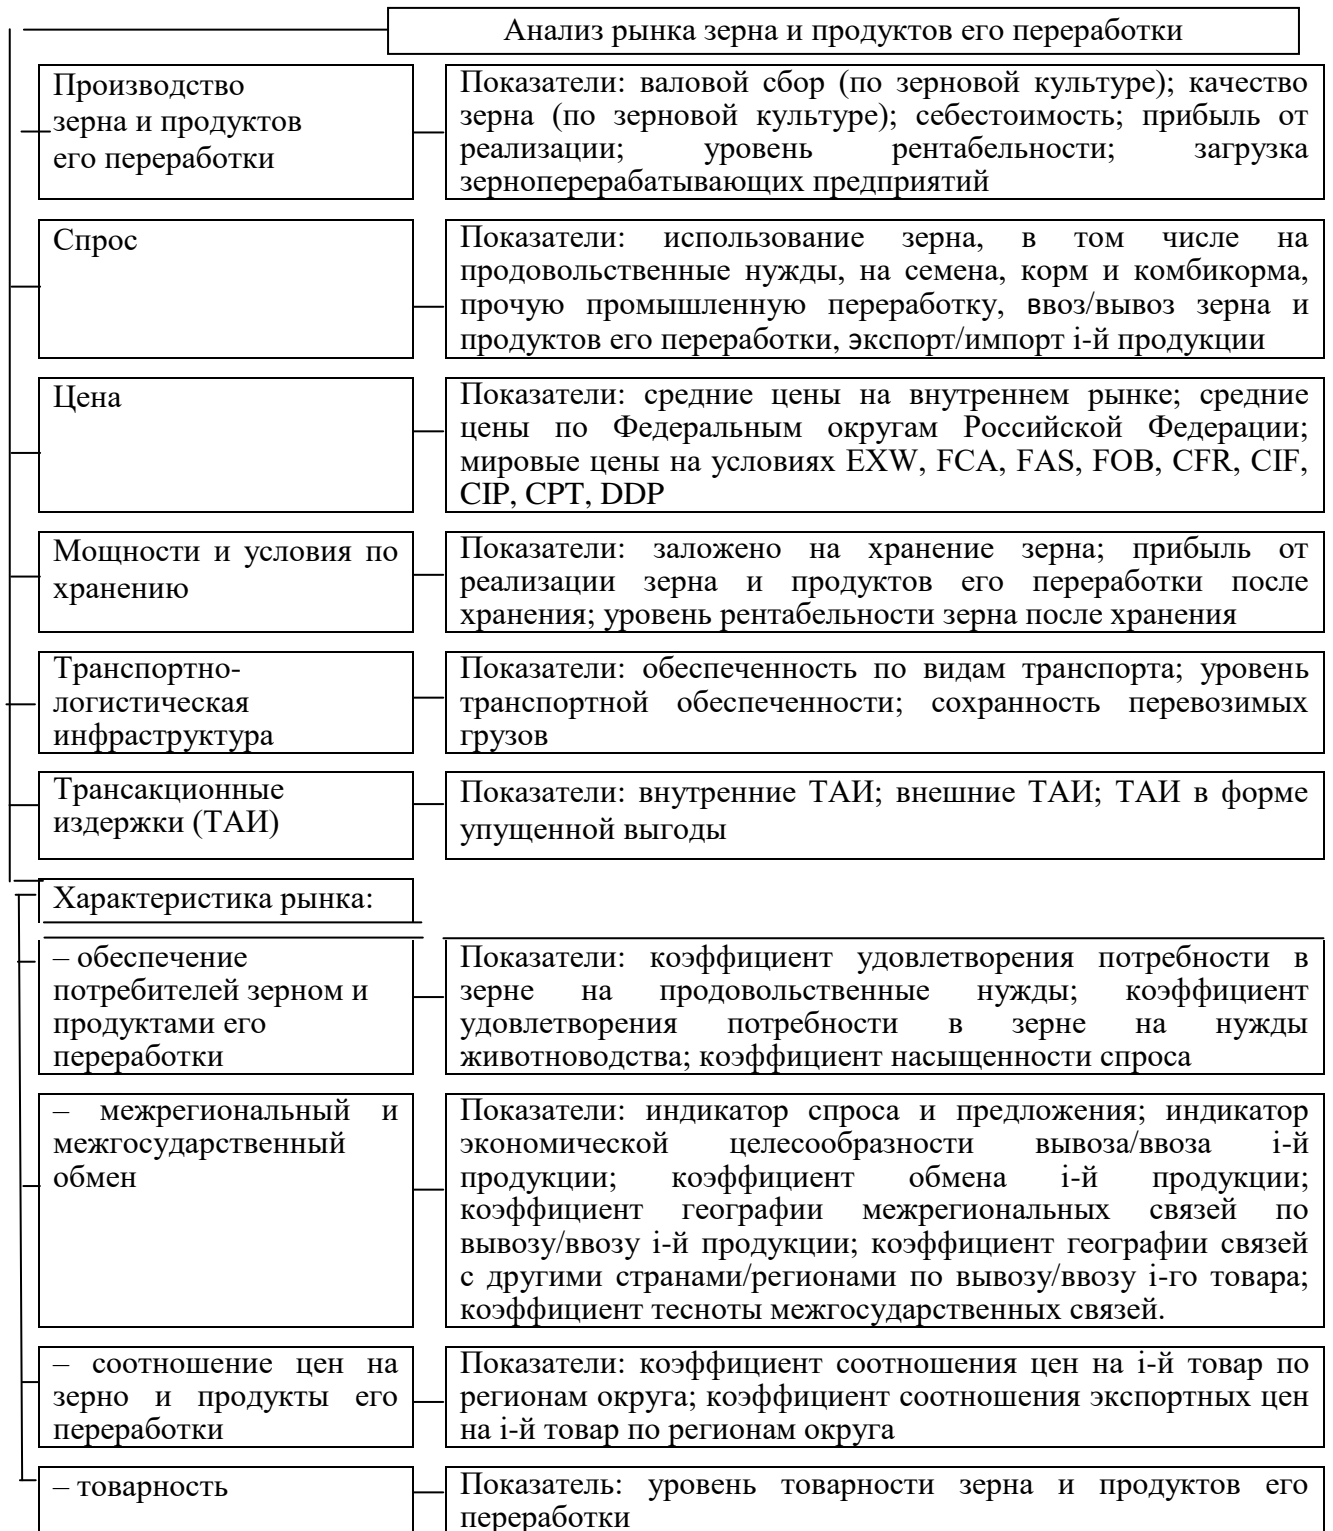 Анализ рынка зерна и продуктов его переработки
Производство
зерна и продуктов
его переработки
Показатели: валовой сбор (по зерновой культуре); качество
зерна (по зерновой культуре); себестоимость; прибыль от
реализации; уровень рентабельности; загрузка
зерноперерабатывающих предприятий
Спрос
Показатели: использование зерна, в том числе на
продовольственные нужды, на семена, корм и комбикорма,
прочую промышленную переработку, ввоз/вывоз зерна и
продуктов его переработки, экспорт/импорт i-й продукции
Цена
Показатели: средние цены на внутреннем рынке; средние
цены по Федеральным округам Российской Федерации;
мировые цены на условиях EXW, FCA, FAS, FOB, CFR, CIF,
CIP, CPT, DDP
Мощности и условия по
хранению
Показатели: заложено на хранение зерна; прибыль от
реализации зерна и продуктов его переработки после
хранения; уровень рентабельности зерна после хранения
Транспортно-
логистическая
инфраструктура
Показатели: обеспеченность по видам транспорта; уровень
транспортной обеспеченности; сохранность перевозимых
грузов
Трансакционные
издержки (ТАИ)
Показатели: внутренние ТАИ; внешние ТАИ; ТАИ в форме
упущенной выгоды
Характеристика рынка:
– обеспечение
потребителей зерном и
продуктами его
переработки
Показатели: коэффициент удовлетворения потребности в
зерне на продовольственные нужды; коэффициент
удовлетворения потребности в зерне на нужды
животноводства; коэффициент насыщенности спроса
– межрегиональный и
межгосударственный
обмен
Показатели: индикатор спроса и предложения; индикатор
экономической целесообразности вывоза/ввоза i-й
продукции; коэффициент обмена i-й продукции;
коэффициент географии межрегиональных связей по
вывозу/ввозу i-й продукции; коэффициент географии связей
с другими странами/регионами по вывозу/ввозу i-го товара;
коэффициент тесноты межгосударственных связей.
– соотношение цен на
зерно и продукты его
переработки
Показатели: коэффициент соотношения цен на i-й товар по
регионам округа; коэффициент соотношения экспортных цен
на i-й товар по регионам округа
– товарность
Показатель: уровень товарности зерна и продуктов его
переработки